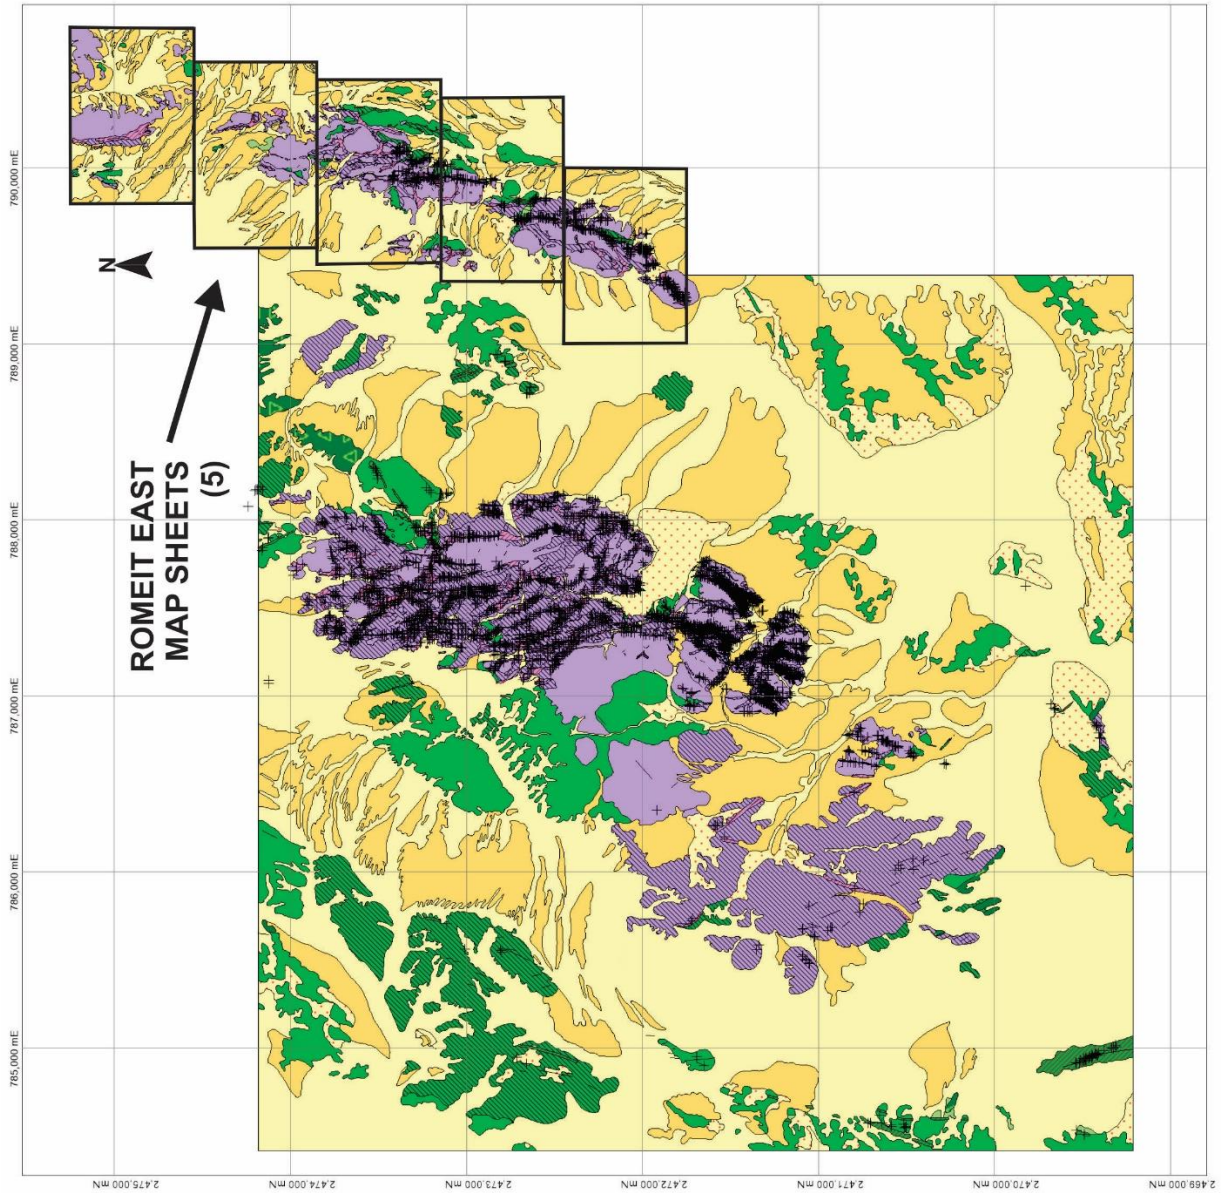 790,000 mE
789,000 mE
788,000 mE
787,000 mE
786,000 mE
785,000 mE
N
ROMEIT EAST
MAP SHEETS
(5)
2,475,000 mN
2,474,000 mN
2,473,000 mN
2,472,000 mN
2,471,000 mN
2,470,000 mN
2,469,000 mN